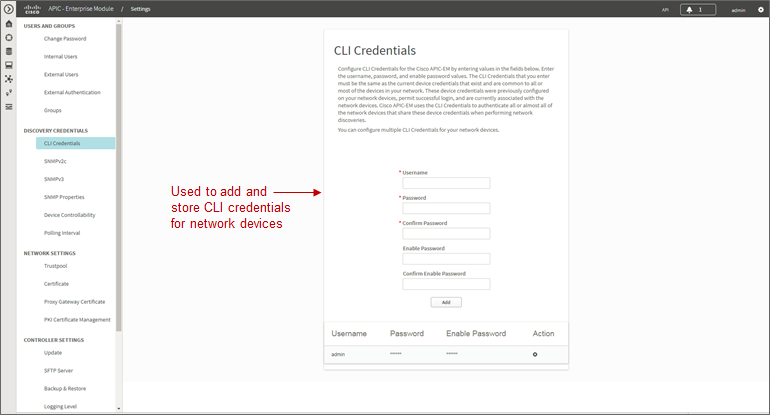 CISCO APIC - Enterprise Module / Settings API 1 admin
USERS AND GROUPS
Change Password
Internal Users
External Users
External Authentication
Groups
DISCOVERY CREDENTIALS
CLI Credentials
SNMPv2c
SNMPv3
SNMP Properties
Device Controllability
Polling Interval
NETWORK SETTINGS
Trustpool
Certificate
Proxy Gateway Certificate
PKI Certificate Management
CONTROLLER SETTINGS
Update
SFTP Server
Backup & Restore
Logging Level
Used to add and
store CLI credentials
for network devices
CLI Credentials
Configure CLI Credentials for the Cisco APIC-EM by entering values in the fields below. Enter
the username, password, and enable password values. The CLI Credentials that you enter
must be the same as the current device credentials that exist and are common to all or
most of the devices in your network. These device credentials were previously configured
on your network devices, permit successful login, and are currently associated with the
network devices. Cisco APIC-EM uses the CLI Credentials to authenticate all or almost all of
the network devices that share these device credentials when performing network
discoveries.
You can configure multiple CLI Credentials for your network devices.
* Username
* Password
* Confirm Password
Enable Password
Confirm Enable Password
Add
Username Password Enable Password Action
admin ****** ******